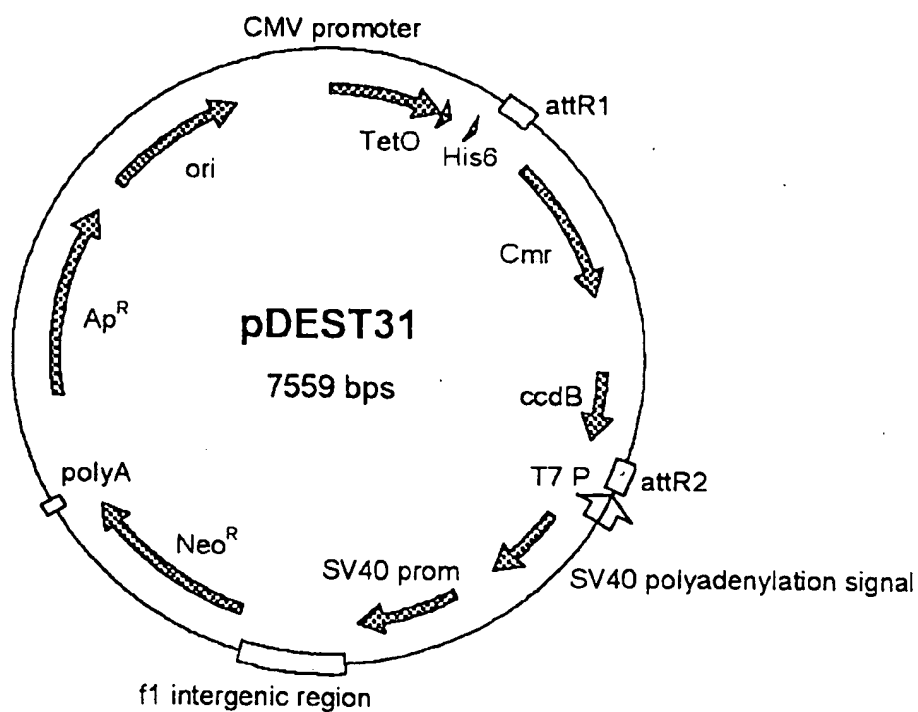 CMV promoter
attR1
TetO
His6
ori
Cmr
ApR
pDEST31
7559 bps
ccdB
polyA
T7 P
attR2
NeoR
SV40 prom
SV40 polyadenylation signal
f1 intergenic region